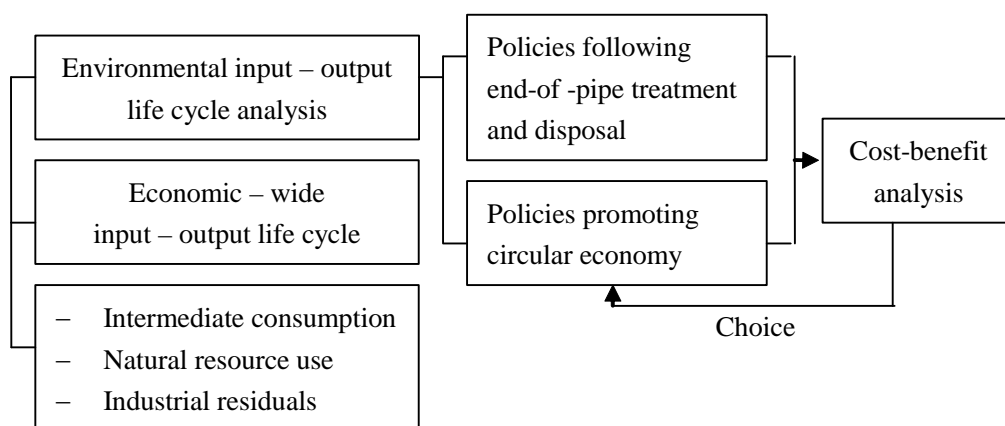 Environmental input – output
life cycle analysis
Economic – wide
input – output life cycle
– Intermediate consumption
– Natural resource use
– Industrial residuals
Policies following
end-of -pipe treatment
and disposal
Policies promoting
circular economy
Cost-benefit
analysis
Choice